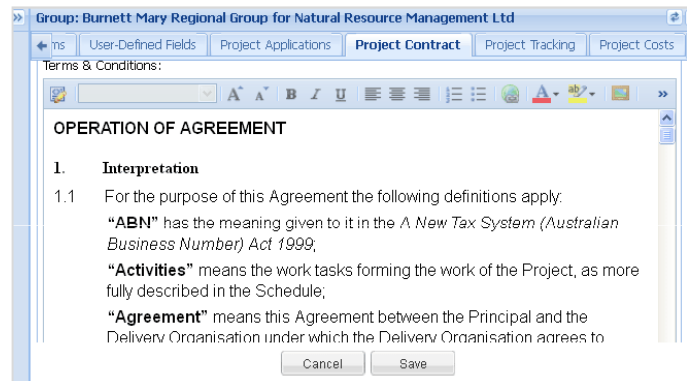 Group: Burnett Mary Regional Group for Natural Resource Management Ltd
ms User-Defined Fields Project Applications Project Contract Project Tracking Project Costs
Terms & Conditions:
A A B I U A ab
OPERATION OF AGREEMENT
1. Interpretation
1.1 For the purpose of this Agreement the following definitions apply:
“ABN” has the meaning given to it in the A New Tax System (Australian
Business Number) Act 1999;
“Activities” means the work tasks forming the work of the Project, as more
fully described in the Schedule;
“Agreement” means this Agreement between the Principal and the
Delivery Organisation under which the Delivery Organisation agrees to
Cancel Save